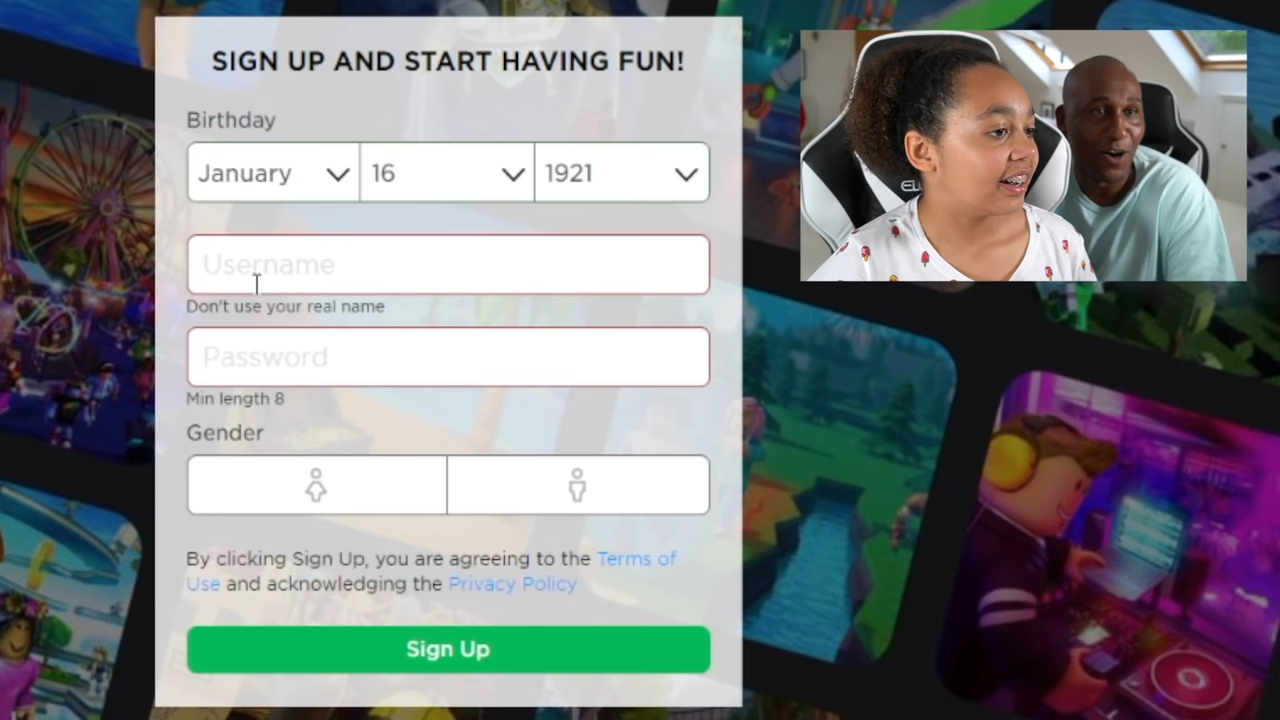 SIGN UP AND START HAVING FUN!
Birthday
January 16 1921
Username
Don't use your real name
Password
Min length 8
Gender
By clicking Sign Up, you are agreeing to the Terms of
Use and acknowledging the Privacy Policy
Sign Up